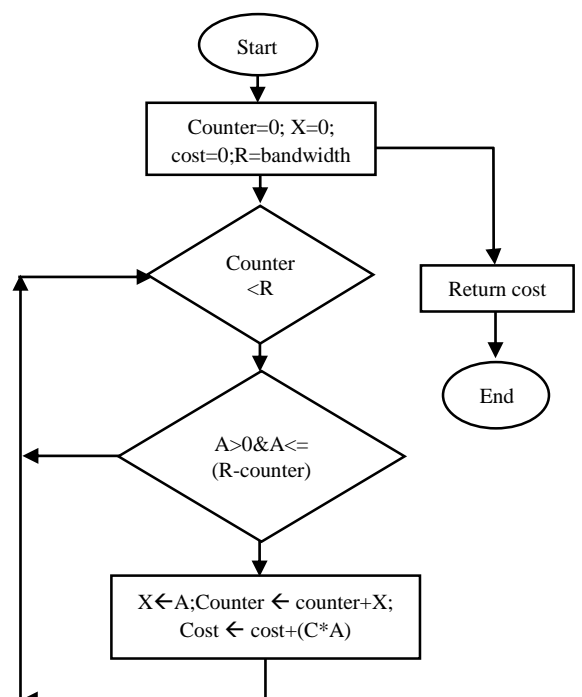 Start
Counter=0; X=0;
cost=0;R=bandwidth
Counter
<R
Return cost
End
A>0&A<=
(R-counter)
X←A;Counter ← counter+X;
Cost ← cost+(C*A)